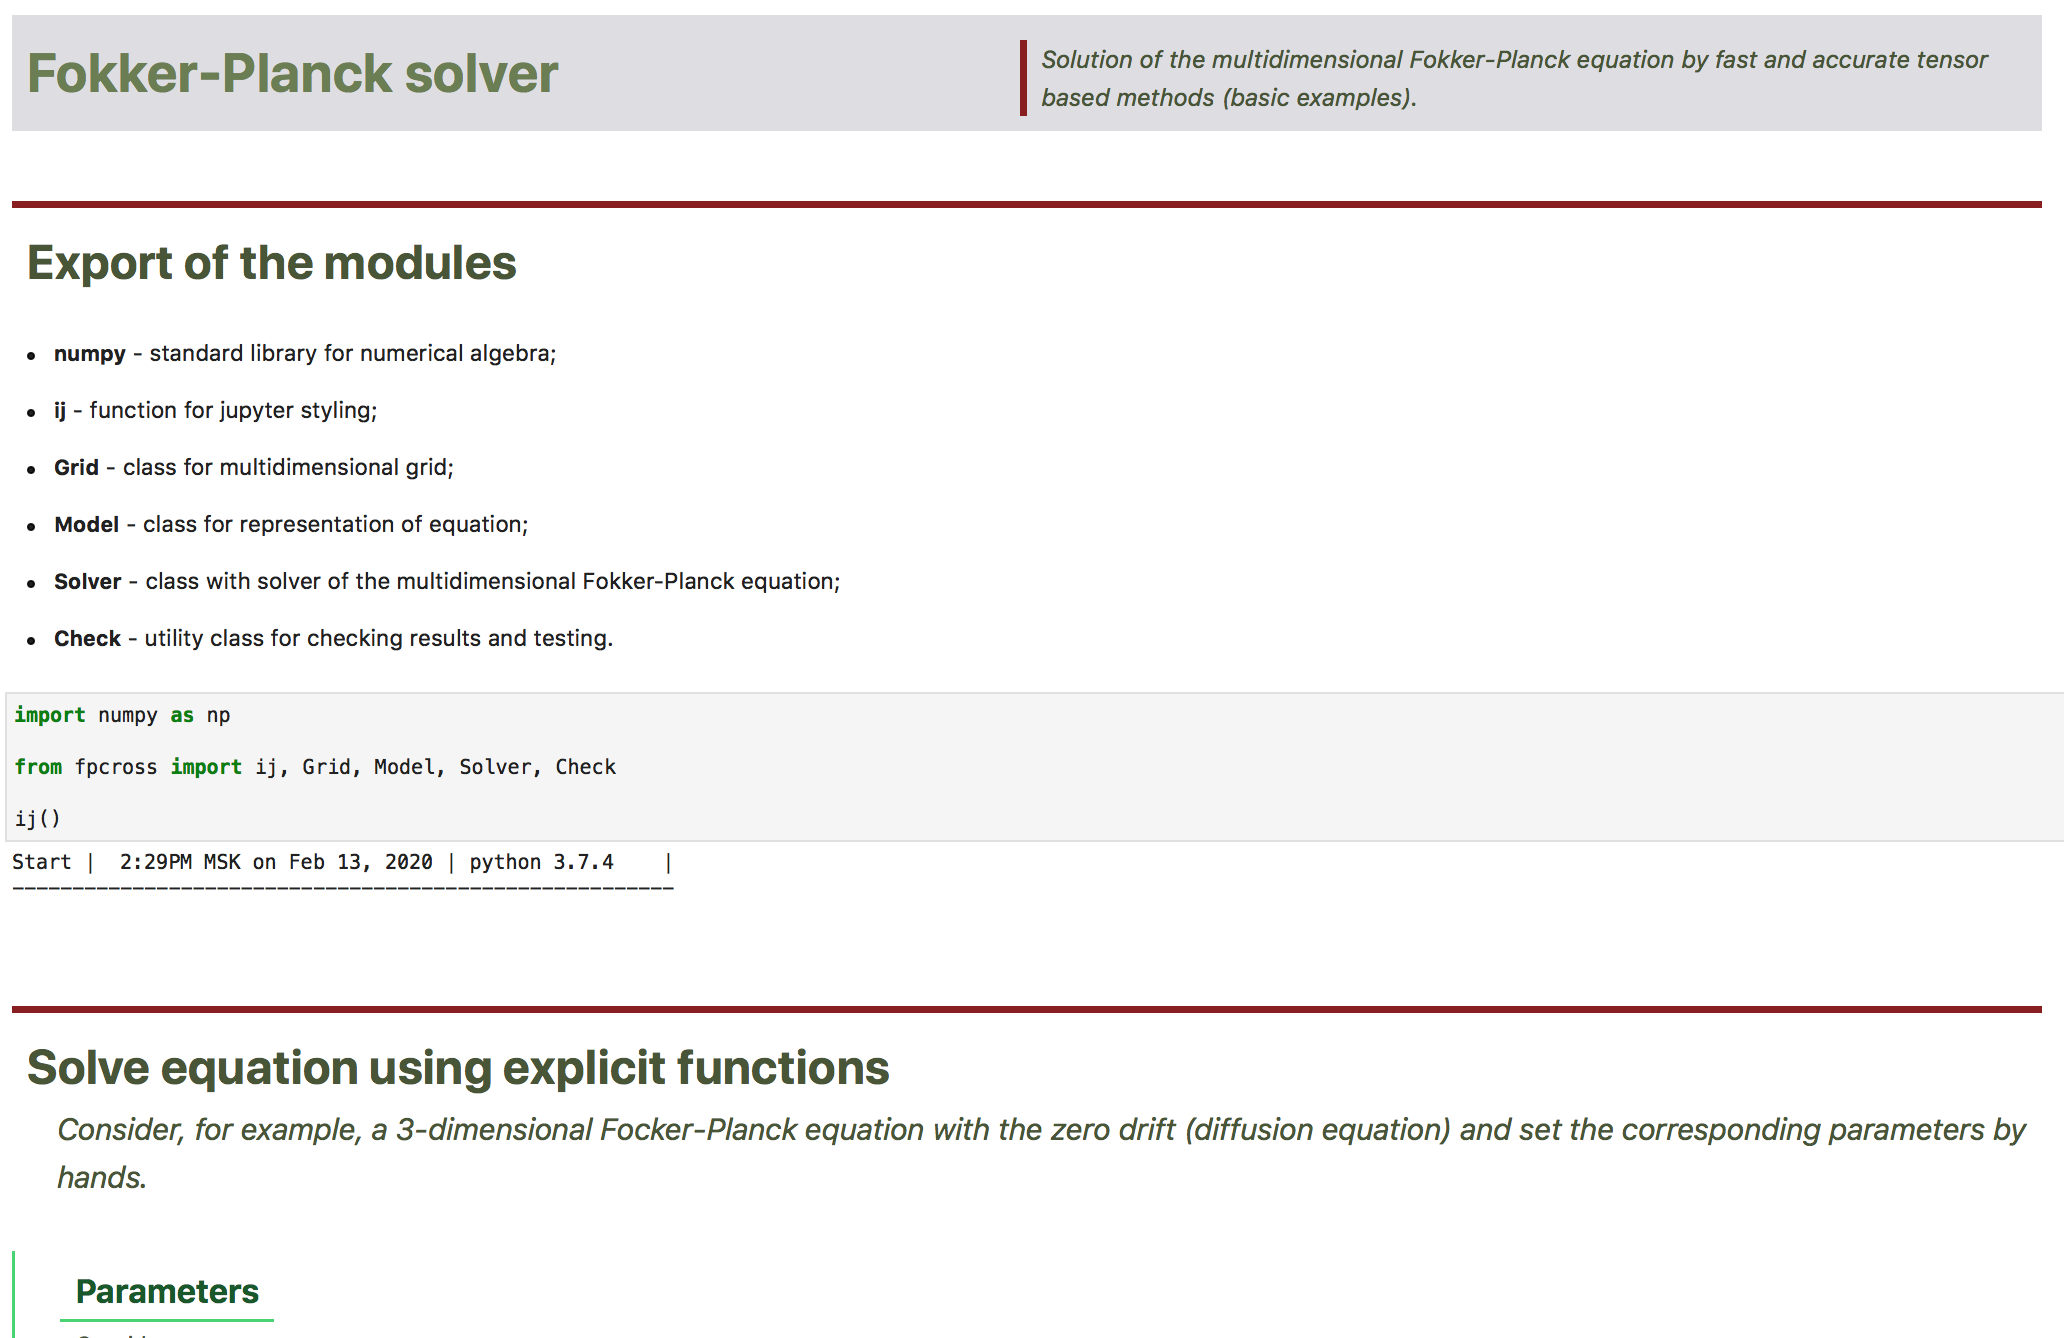 Fokker-Planck solver
Solution of the multidimensional Fokker-Planck equation by fast and accurate tensor
based methods (basic examples).
Export of the modules
• numpy - standard library for numerical algebra;
• ij - function for jupyter styling;
• Grid - class for multidimensional grid;
• Model - class for representation of equation;
• Solver - class with solver of the multidimensional Fokker-Planck equation;
• Check - utility class for checking results and testing.
import numpy as np
from fpcross import ij, Grid, Model, Solver, Check
ij()
Start |  2:29PM MSK on Feb 13, 2020 | python 3.7.4    |
-------------------------------------------------------
Solve equation using explicit functions
Consider, for example, a 3-dimensional Focker-Planck equation with the zero drift (diffusion equation) and set the corresponding parameters by
hands.
Parameters